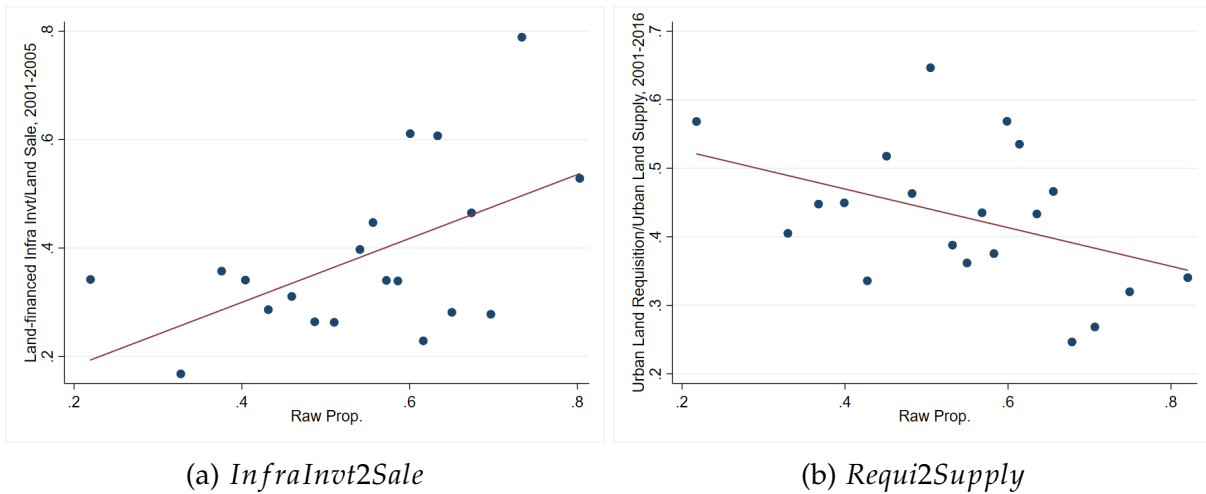 Land-financed Infra Invt/Land Sale, 2001-2005
.8
.6
.4
.2
.2 .4 .6 .8
Raw Prop.
(a) InfraInvt2Sale
Urban Land Requisition/Urban Land Supply, 2001-2016
.7
.6
.5
.4
.3
.2
.2 .4 .6 .8
Raw Prop.
(b) Requi2Supply